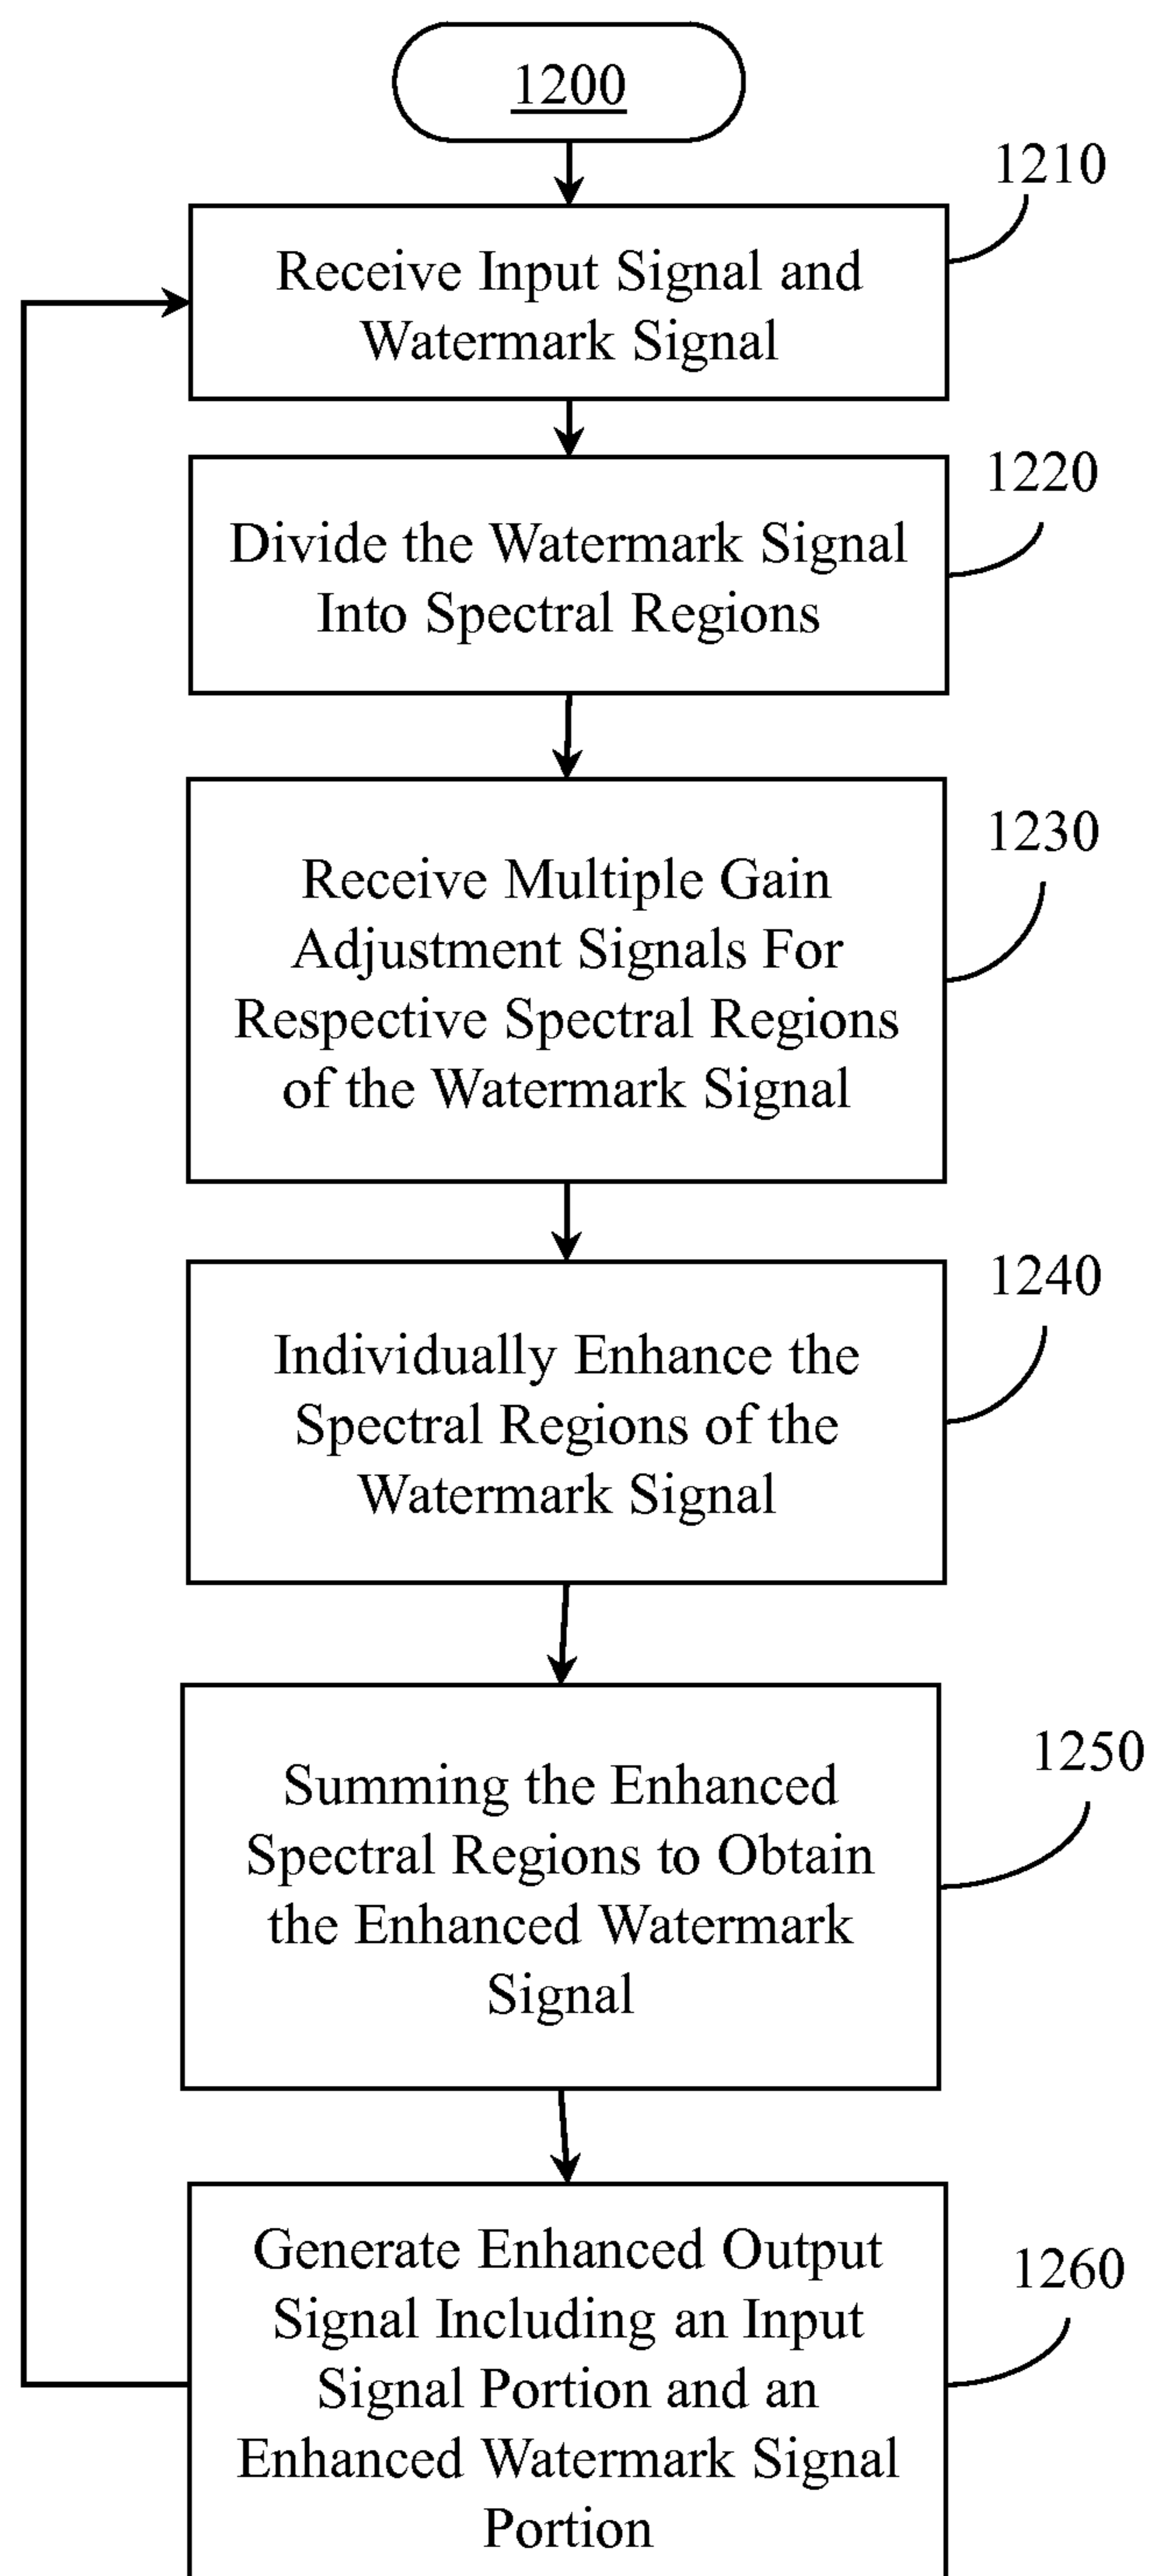 1200
1210
Receive Input Signal and
Watermark Signal
1220
Divide the Watermark Signal
Into Spectral Regions
1230
Receive Multiple Gain
Adjustment Signals For
Respective Spectral Regions
of the Watermark Signal
1240
Individually Enhance the
Spectral Regions of the
Watermark Signal
1250
Summing the Enhanced
Spectral Regions to Obtain
the Enhanced Watermark
Signal
1260
Generate Enhanced Output
Signal Including an Input
Signal Portion and an
Enhanced Watermark Signal
Portion